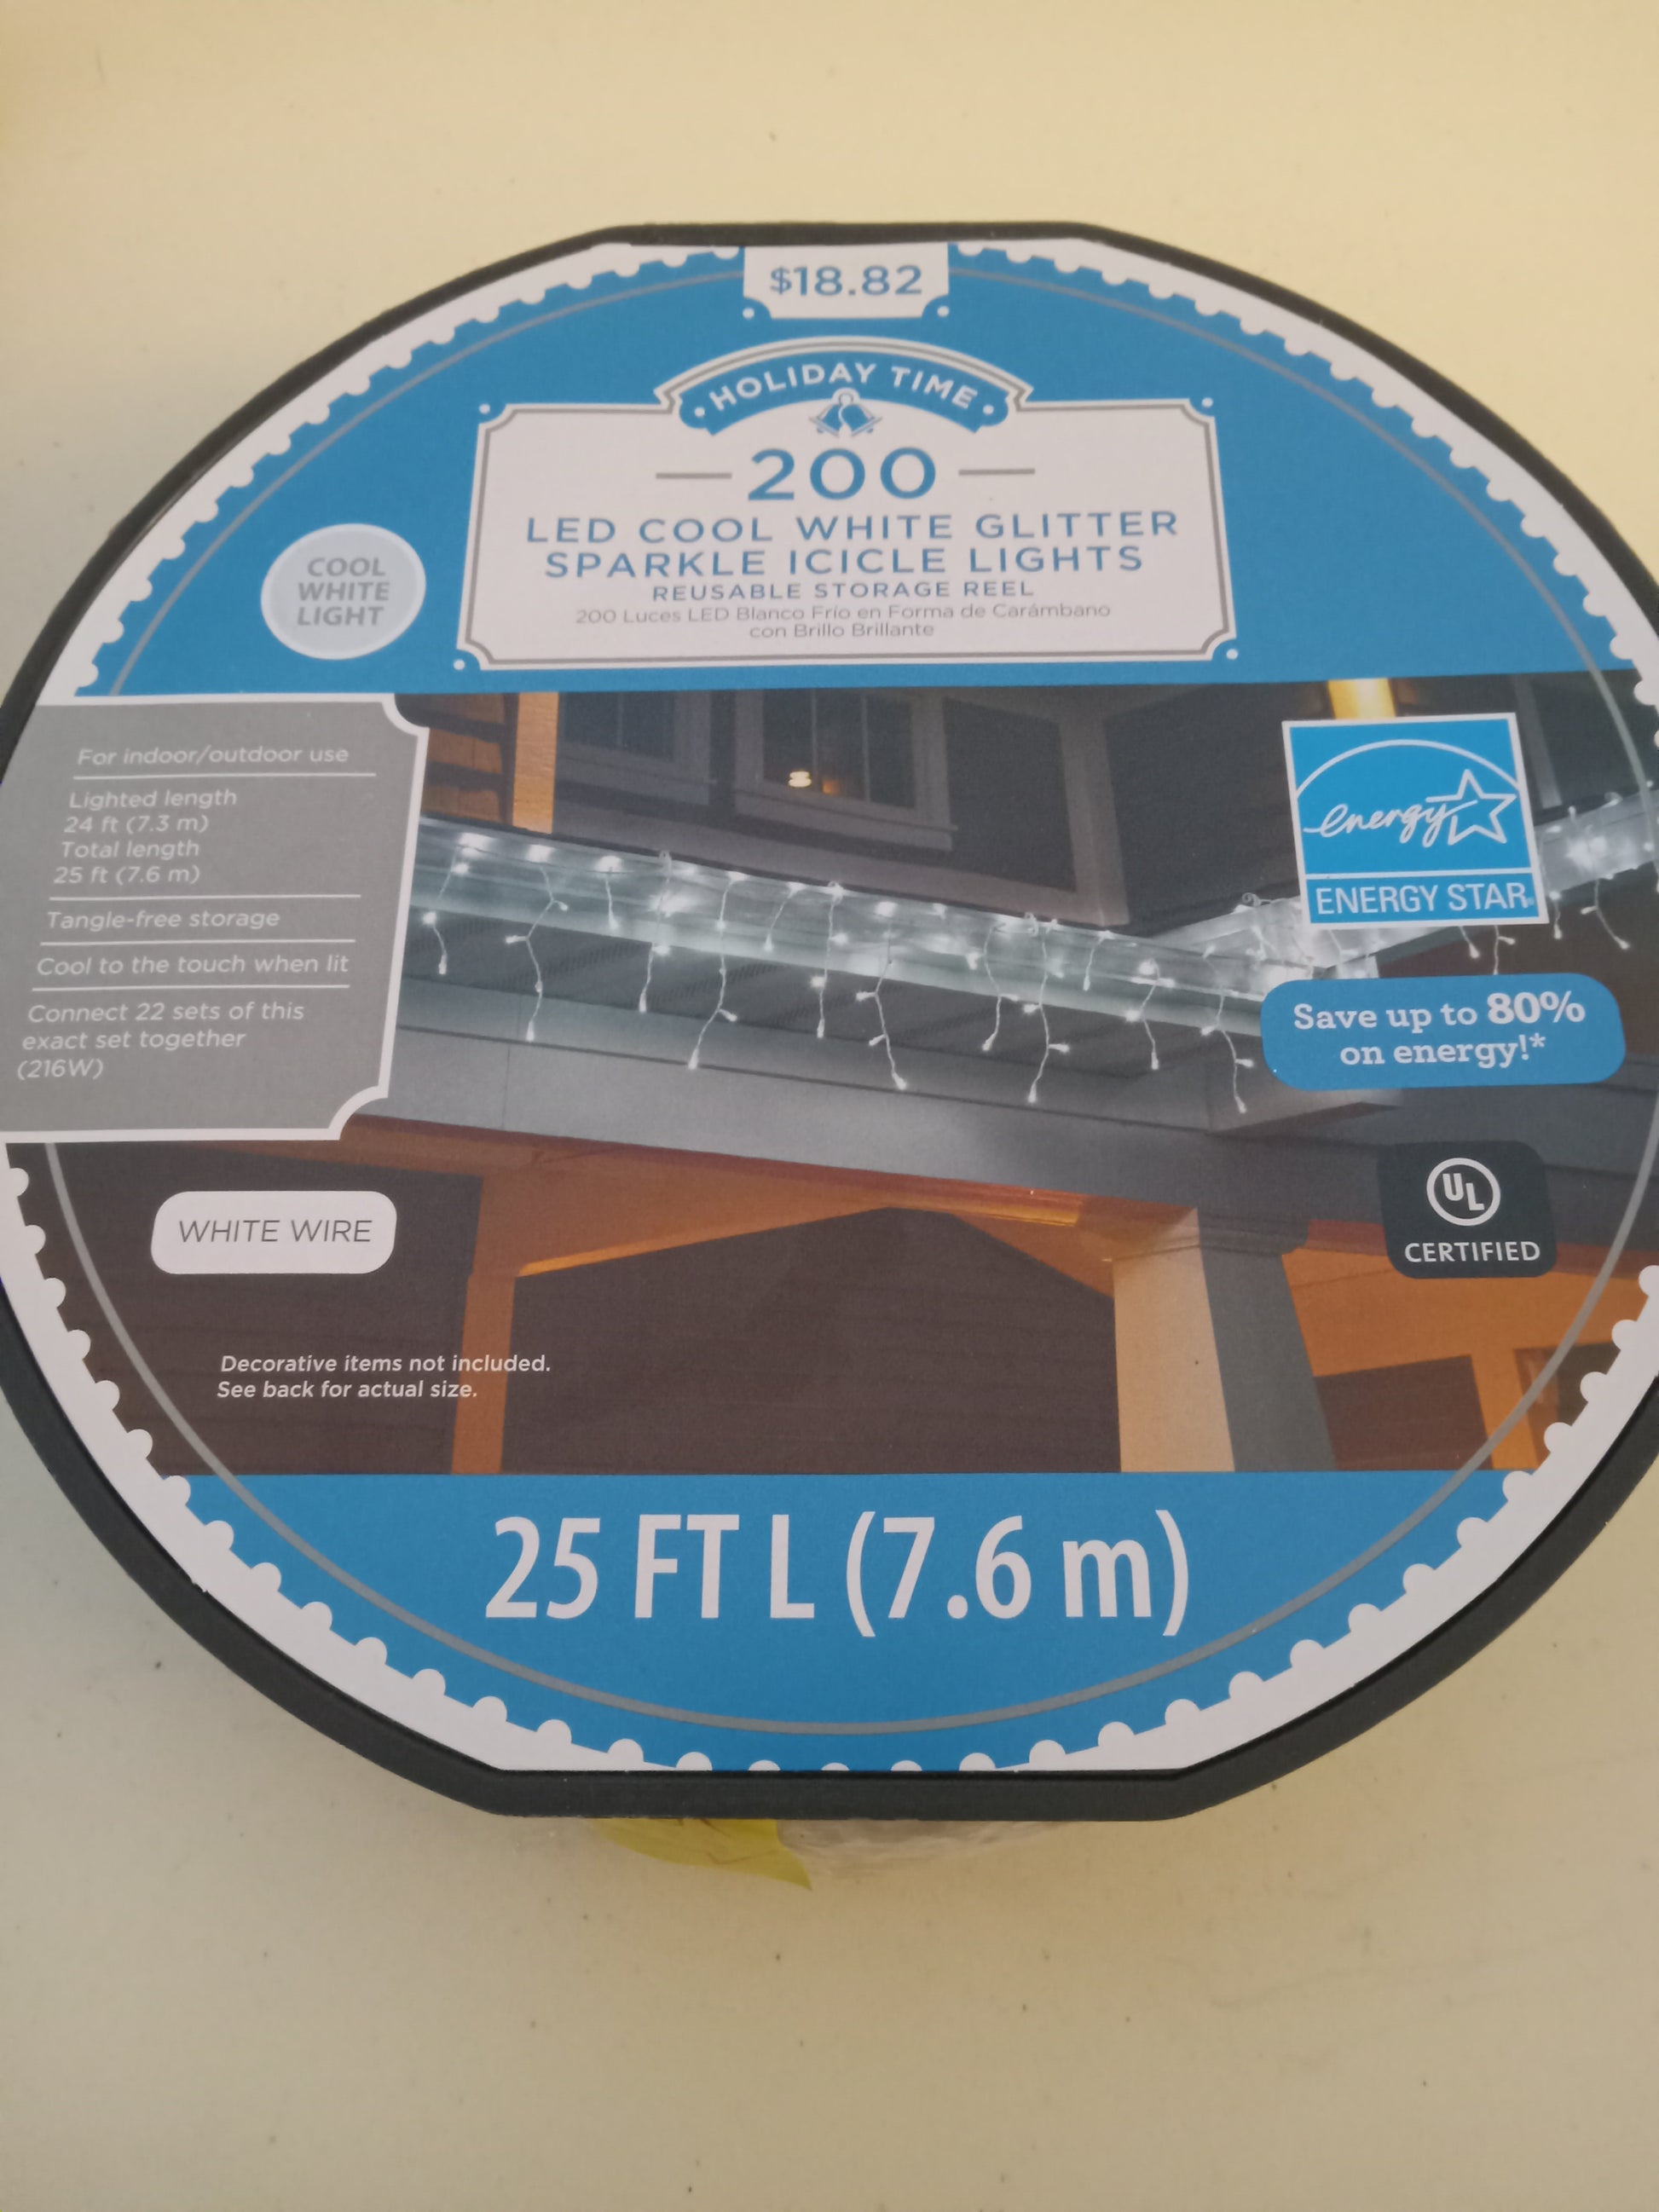 $18.82
HOLIDAY TIME
200
LED COOL WHITE GLITTER
SPARKLE ICICLE LIGHTS
REUSABLE STORAGE REEL
200 Luces LED Blanco Frío en Forma de Carámbano
con Brillo Brillante
COOL
WHITE
LIGHT
For indoor/outdoor use
Lighted length
24 ft (7.3 m)
Total length
25 ft (7.6 m)
Tangle-free storage
Cool to the touch when lit
Connect 22 sets of this
exact set together
(216W)
energy
ENERGY STAR®
Save up to 80%
on energy!*
UL
CERTIFIED
WHITE WIRE
Decorative items not included.
See back for actual size.
25 FT L (7.6 m)